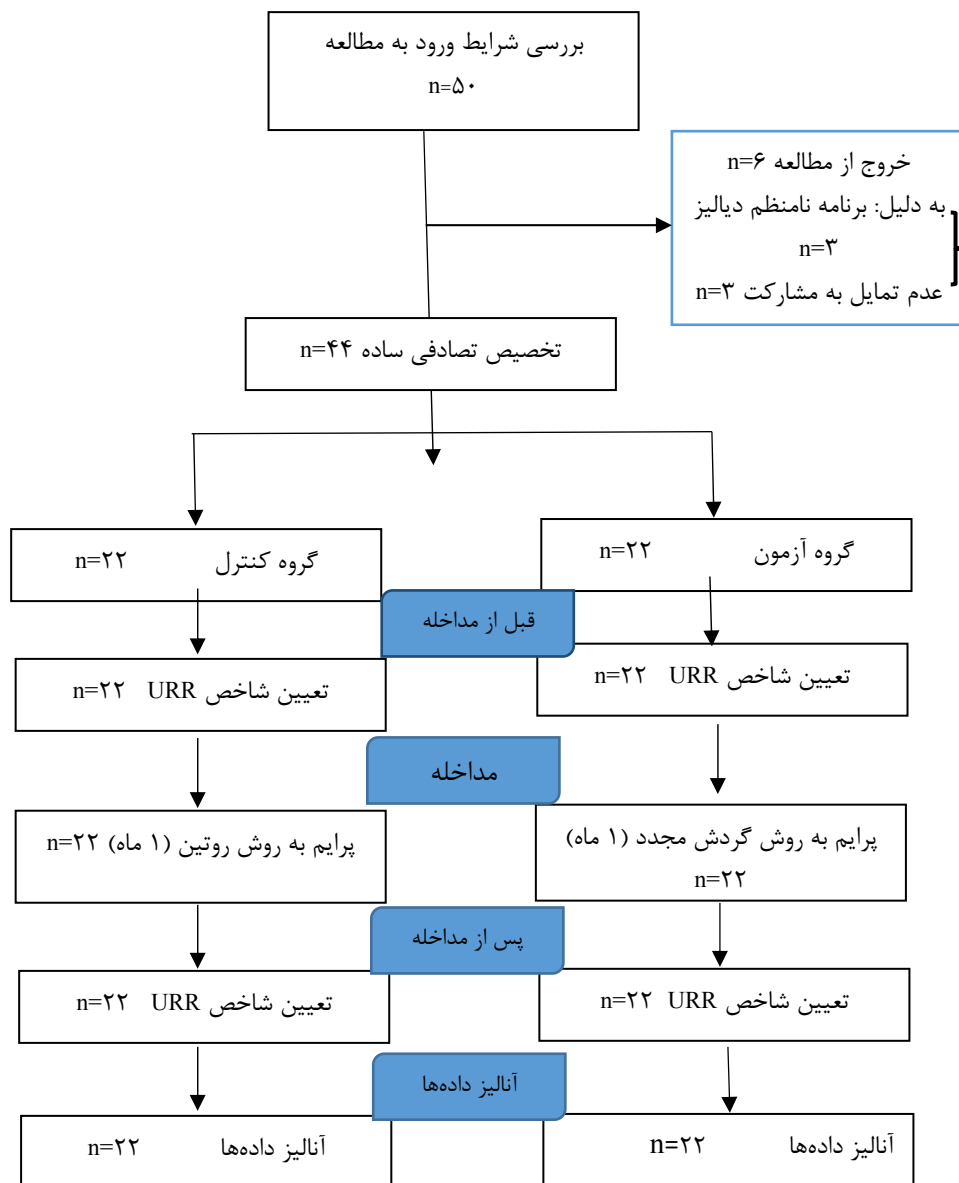 بررسی شرایط ورود به مطالعه
n=۵۰
خروج از مطالعه n=۶
به دلیل: برنامه نامنظم دیالیز
n=۳
عدم تمایل به مشارکت n=۳
تخصیص تصادفی ساده n=۴۴
گروه آزمون n=۲۲
گروه کنترل n=۲۲
قبل از مداخله
تعیین شاخص URR n=۲۲
تعیین شاخص URR n=۲۲
مداخله
پرایم به روش گردش مجدد (۱ ماه)
n=۲۲
پرایم به روش روتین (۱ ماه) n=۲۲
پس از مداخله
تعیین شاخص URR n=۲۲
تعیین شاخص URR n=۲۲
آنالیز داده‌ها
آنالیز داده‌ها n=۲۲
آنالیز داده‌ها n=۲۲